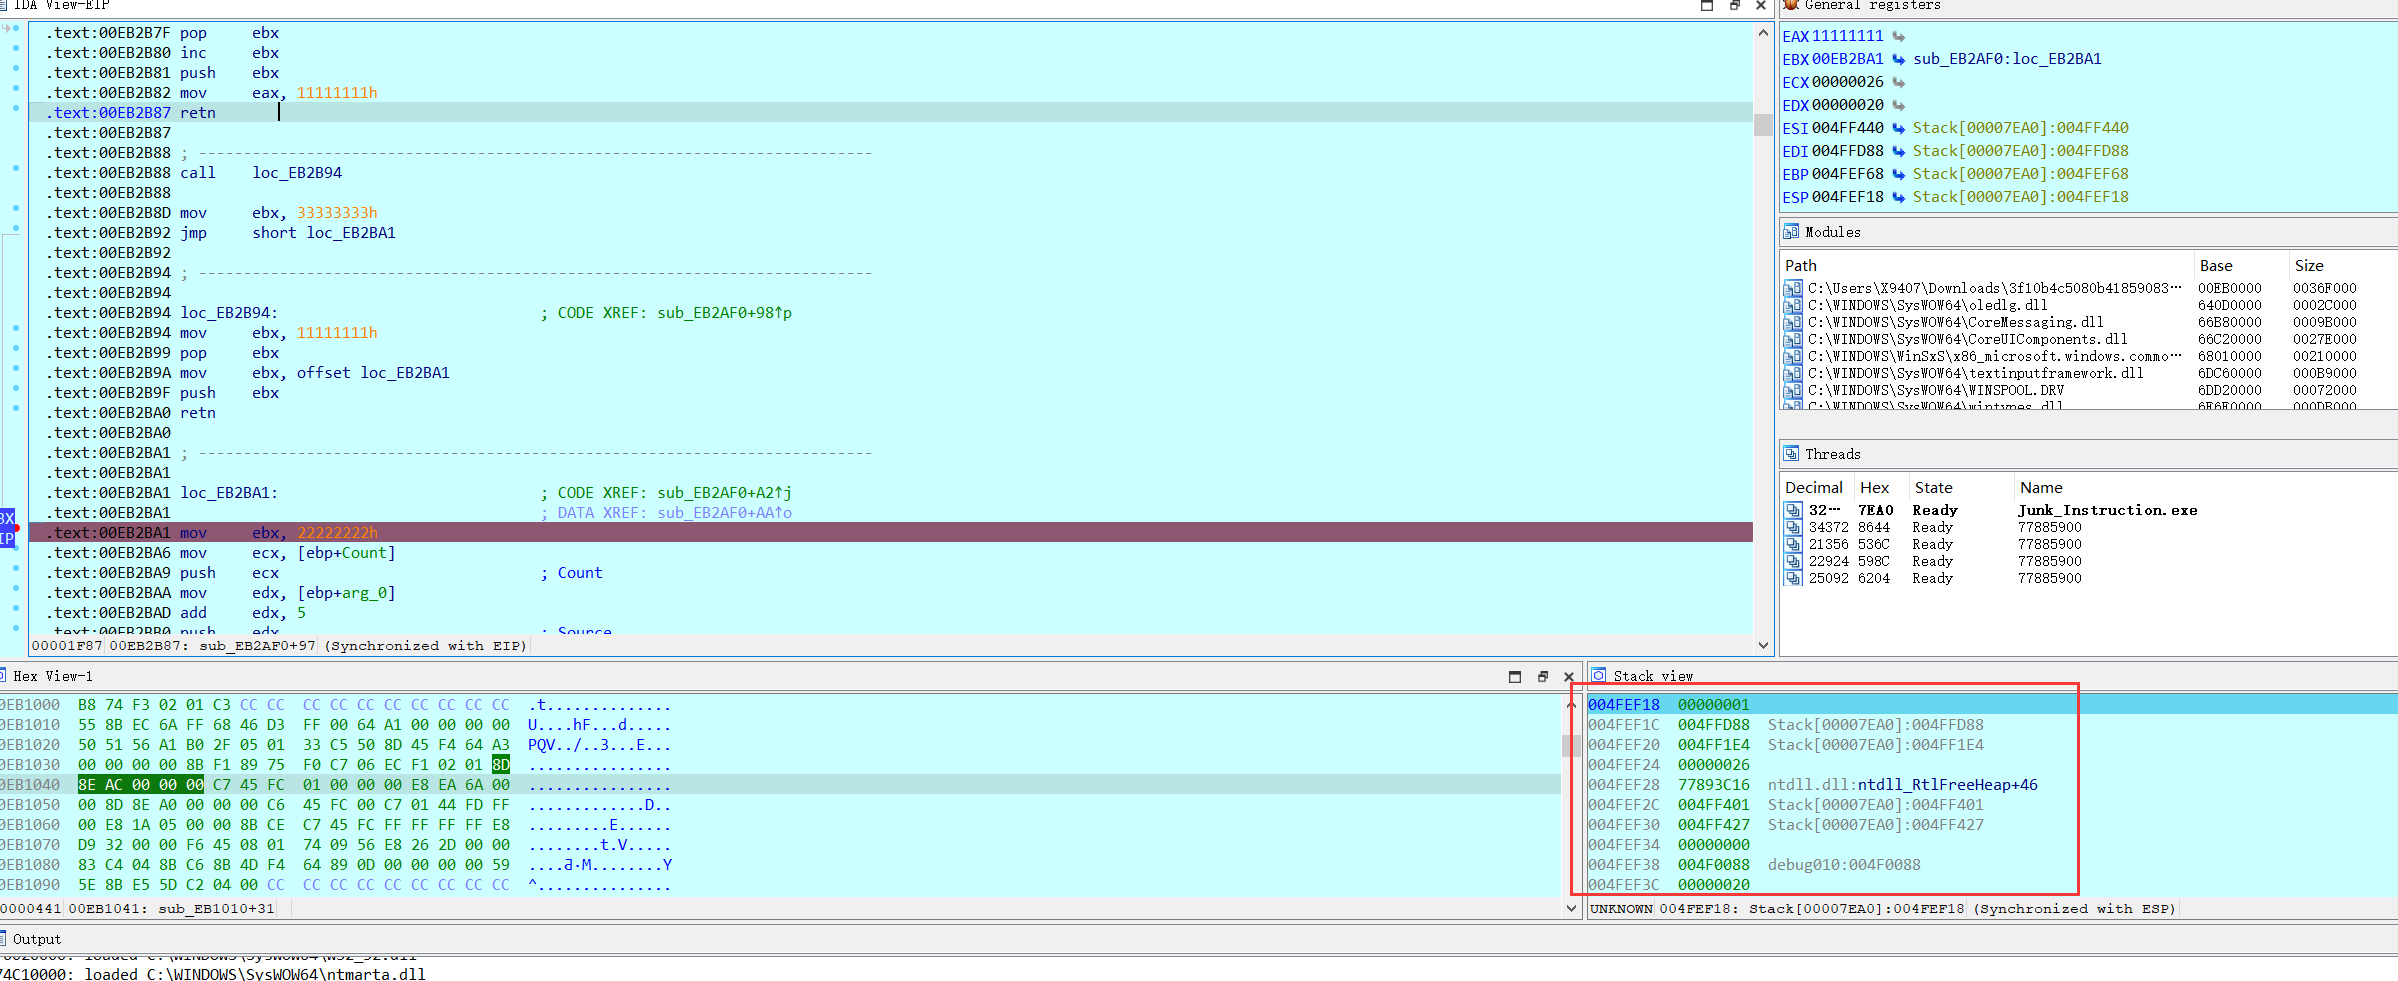 IDA View-EIP
.text:00EB2B7F pop ebx
.text:00EB2B80 inc ebx
.text:00EB2B81 push ebx
.text:00EB2B82 mov eax, 11111111h
.text:00EB2B87 retn
.text:00EB2B87
.text:00EB2B88 ; ---------------------------------------------------------------------------
.text:00EB2B88 call loc_EB2B94
.text:00EB2B88
.text:00EB2B8D mov ebx, 33333333h
.text:00EB2B92 jmp short loc_EB2BA1
.text:00EB2B92
.text:00EB2B94 ; ---------------------------------------------------------------------------
.text:00EB2B94
.text:00EB2B94 loc_EB2B94: ; CODE XREF: sub_EB2AF0+98↑p
.text:00EB2B94 mov ebx, 11111111h
.text:00EB2B99 pop ebx
.text:00EB2B9A mov ebx, offset loc_EB2BA1
.text:00EB2B9F push ebx
.text:00EB2BA0 retn
.text:00EB2BA0
.text:00EB2BA1 ; ---------------------------------------------------------------------------
.text:00EB2BA1
.text:00EB2BA1 loc_EB2BA1: ; CODE XREF: sub_EB2AF0+A2↑j
.text:00EB2BA1 ; DATA XREF: sub_EB2AF0+AA↑o
.text:00EB2BA1 mov ebx, 22222222h
.text:00EB2BA6 mov ecx, [ebp+Count]
.text:00EB2BA9 push ecx ; Count
.text:00EB2BAA mov edx, [ebp+arg_0]
.text:00EB2BAD add edx, 5
.text:00EB2BB0 push edx ; Source
00001F87 00EB2B87: sub_EB2AF0+97 (Synchronized with EIP)
General registers
EAX 11111111
EBX 00EB2BA1 sub_EB2AF0:loc_EB2BA1
ECX 00000026
EDX 00000020
ESI 004FF440 Stack[00007EA0]:004FF440
EDI 004FFD88 Stack[00007EA0]:004FFD88
EBP 004FEF68 Stack[00007EA0]:004FEF68
ESP 004FEF18 Stack[00007EA0]:004FEF18
Modules
Path Base Size
C:\Users\X9407\Downloads\3f10b4c5080b41859083··· 00EB0000 0036F000
C:\WINDOWS\SysWOW64\oledlg.dll 640D0000 0002C000
C:\WINDOWS\SysWOW64\CoreMessaging.dll 66B80000 0009B000
C:\WINDOWS\SysWOW64\CoreUIComponents.dll 66C20000 0027E000
C:\WINDOWS\WinSxS\x86_microsoft.windows.commo··· 68010000 00210000
C:\WINDOWS\SysWOW64\textinputframework.dll 6DC60000 000B9000
C:\WINDOWS\SysWOW64\WINSPOOL.DRV 6DD20000 00072000
C:\WINDOWS\SysWOW64\wintypes.dll 6E6E0000 000DB000
Threads
Decimal Hex State Name
32··· 7EA0 Ready Junk_Instruction.exe
34372 8644 Ready 77885900
21356 536C Ready 77885900
22924 598C Ready 77885900
25092 6204 Ready 77885900
Hex View-1
0EB1000 B8 74 F3 02 01 C3 CC CC CC CC CC CC CC CC CC CC .t..............
0EB1010 55 8B EC 6A FF 68 46 D3 FF 00 64 A1 00 00 00 00 U....hF...d.....
0EB1020 50 51 56 A1 B0 2F 05 01 33 C5 50 8D 45 F4 64 A3 PQV../..3...E...
0EB1030 00 00 00 00 8B F1 89 75 F0 C7 06 EC F1 02 01 8D ................
0EB1040 8E AC 00 00 00 C7 45 FC 01 00 00 00 E8 EA 6A 00 ................
0EB1050 00 8D 8E A0 00 00 00 C6 45 FC 00 C7 01 44 FD FF .............D..
0EB1060 00 E8 1A 05 00 00 8B CE C7 45 FC FF FF FF FF E8 .........E......
0EB1070 D9 32 00 00 F6 45 08 01 74 09 56 E8 26 2D 00 00 ........t.V.....
0EB1080 83 C4 04 8B C6 8B 4D F4 64 89 0D 00 00 00 00 59
0EB1090 5E 8B E5 5D C2 04 00 CC CC CC CC CC CC CC CC CC ^...............
0000441 00EB1041: sub_EB1010+31
Stack view
004FEF18 00000001
004FEF1C 004FFD88 Stack[00007EA0]:004FFD88
004FEF20 004FF1E4 Stack[00007EA0]:004FF1E4
004FEF24 00000026
004FEF28 77893C16 ntdll.dll:ntdll_RtlFreeHeap+46
004FEF2C 004FF401 Stack[00007EA0]:004FF401
004FEF30 004FF427 Stack[00007EA0]:004FF427
004FEF34 00000000
004FEF38 004F0088 debug010:004F0088
004FEF3C 00000020
UNKNOWN 004FEF18: Stack[00007EA0]:004FEF18 (Synchronized with ESP)
Output
74C10000: loaded C:\WINDOWS\SysWOW64\ntmarta.dll